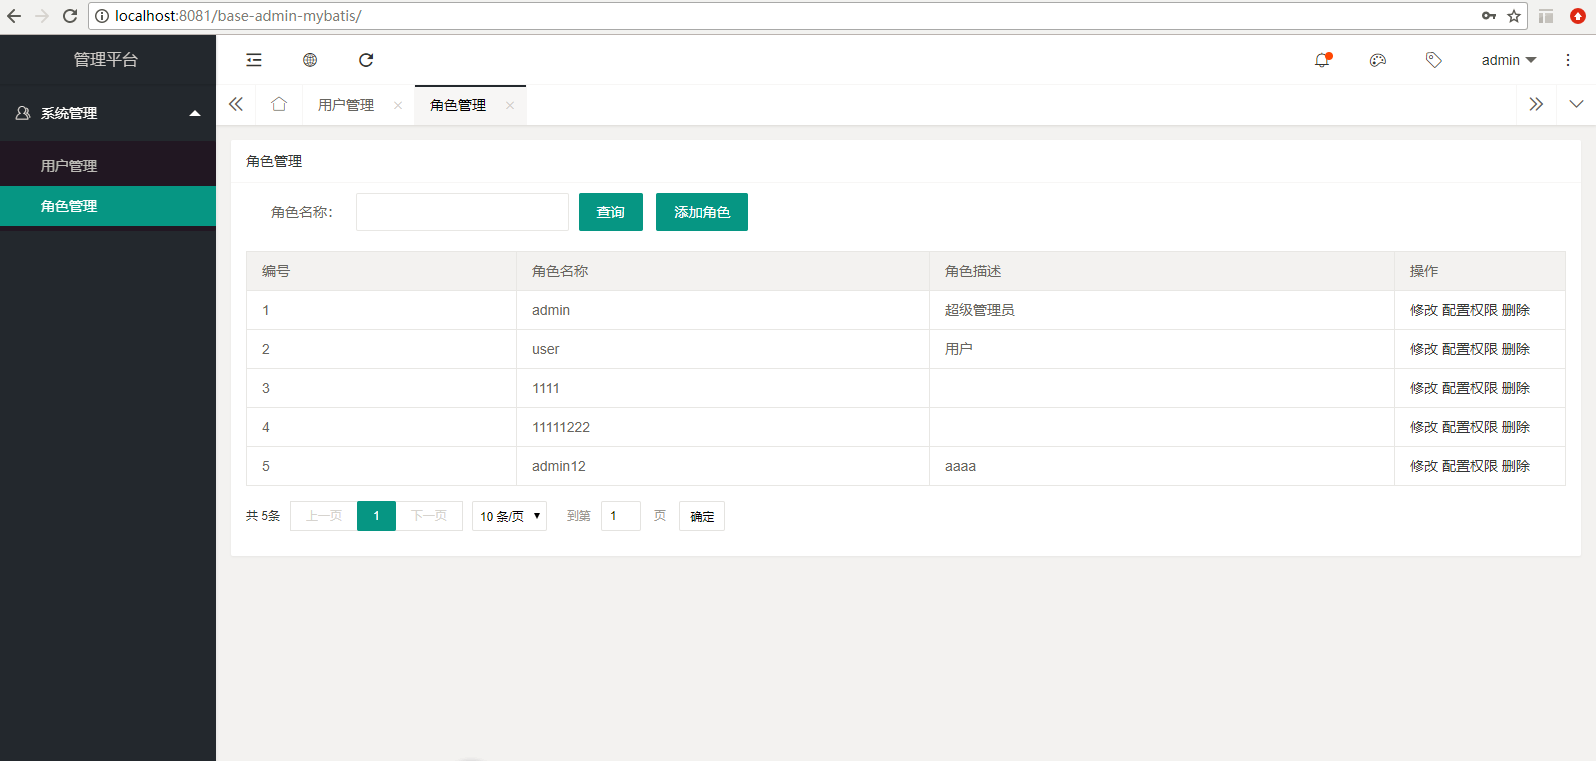 localhost:8081/base-admin-mybatis/
管理平台
admin
系统管理
用户管理
角色管理
用户管理
角色管理
角色管理
角色名称：
查询
添加角色
编号 角色名称 角色描述 操作
1 admin 超级管理员 修改 配置权限 删除
2 user 用户 修改 配置权限 删除
3 1111 修改 配置权限 删除
4 11111222 修改 配置权限 删除
5 admin12 aaaa 修改 配置权限 删除
共 5条 上一页 1 下一页 10 条/页 到第 1 页 确定